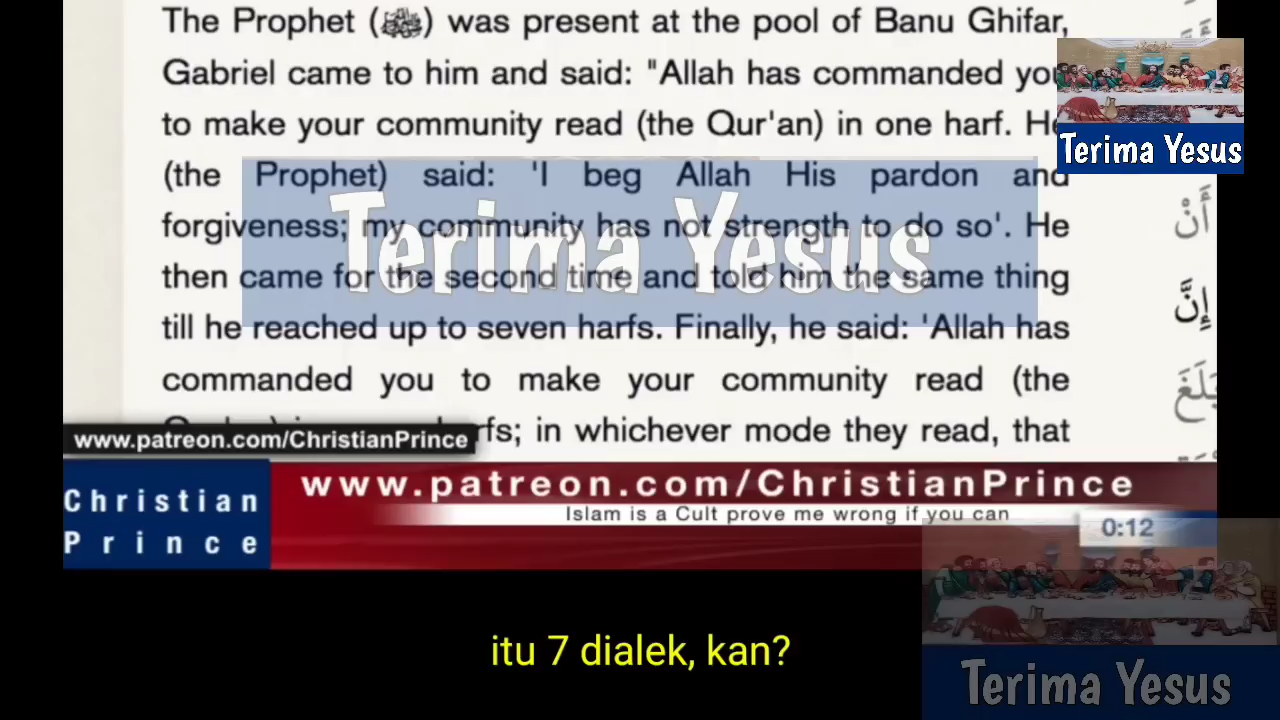 The Prophet (ﷺ) was present at the pool of Banu Ghifar,
Gabriel came to him and said: "Allah has commanded you
to make your community read (the Qur'an) in one harf. He
(the Prophet) said: 'I beg Allah His pardon and
forgiveness; my community has not strength to do so'. He
then came for the second time and told him the same thing
till he reached up to seven harfs. Finally, he said: 'Allah has
commanded you to make your community read (the
in whichever mode they read, that
أَنْ
إِنَّ
Terima Yesus
Terima Yesus
www.patreon.com/ChristianPrince
Christian
Prince
www.patreon.com/ChristianPrince
Islam is a Cult prove me wrong if you can
0:12
itu 7 dialek, kan?
Terima Yesus